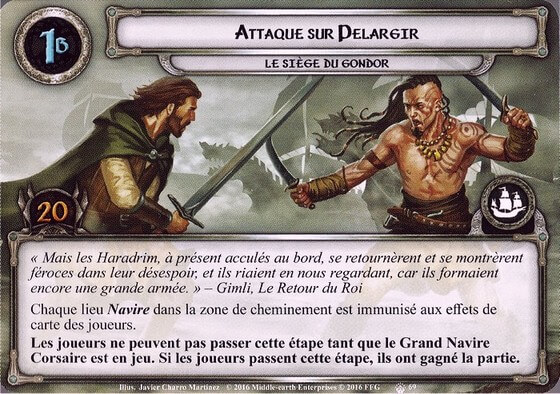 1B
Attaque sur Pelargir
Le Siège du Gondor
20
« Mais les Haradrim, à présent acculés au bord, se retournèrent et se montrèrent
féroces dans leur désespoir, et ils riaient en nous regardant, car ils formaient
encore une grande armée. » – Gimli, Le Retour du Roi
Chaque lieu Navire dans la zone de cheminement est immunisé aux effets de
carte des joueurs.
Les joueurs ne peuvent pas passer cette étape tant que le Grand Navire
Corsaire est en jeu. Si les joueurs passent cette étape, ils ont gagné la partie.
Illus. Javier Charro Martinez © 2016 Middle-earth Enterprises © 2016 FFG 69